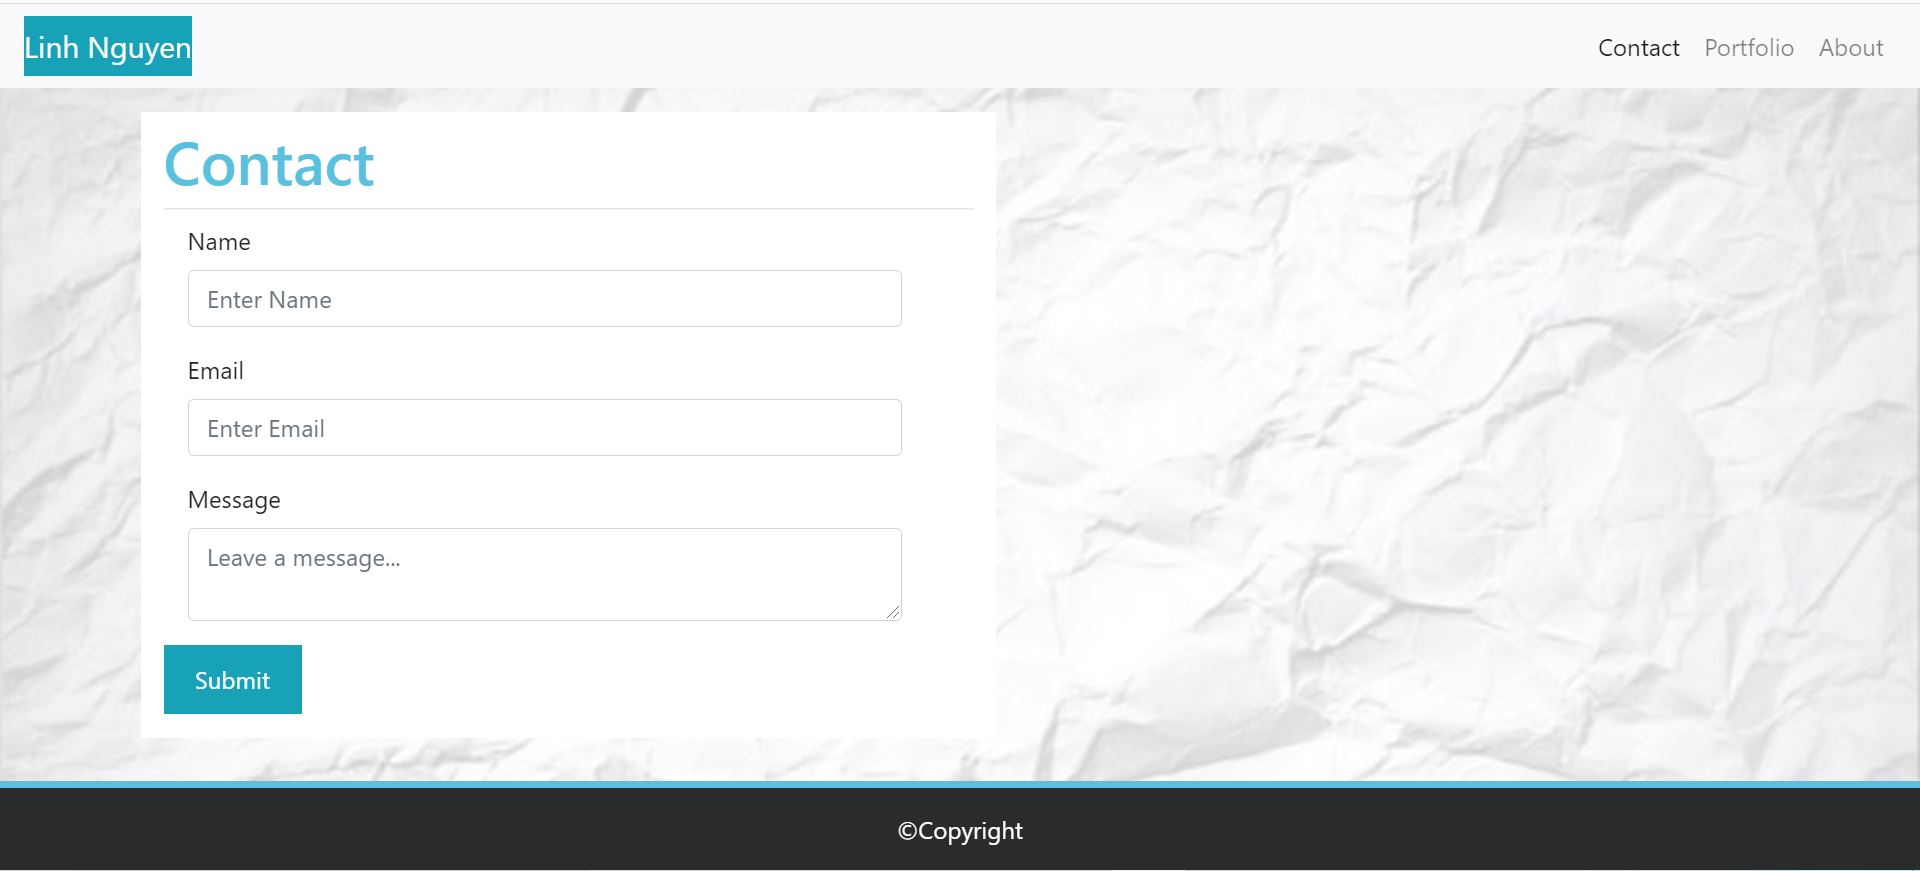 Linh Nguyen
Contact Portfolio About
Contact
Name
Enter Name
Email
Enter Email
Message
Leave a message...
Submit
©Copyright